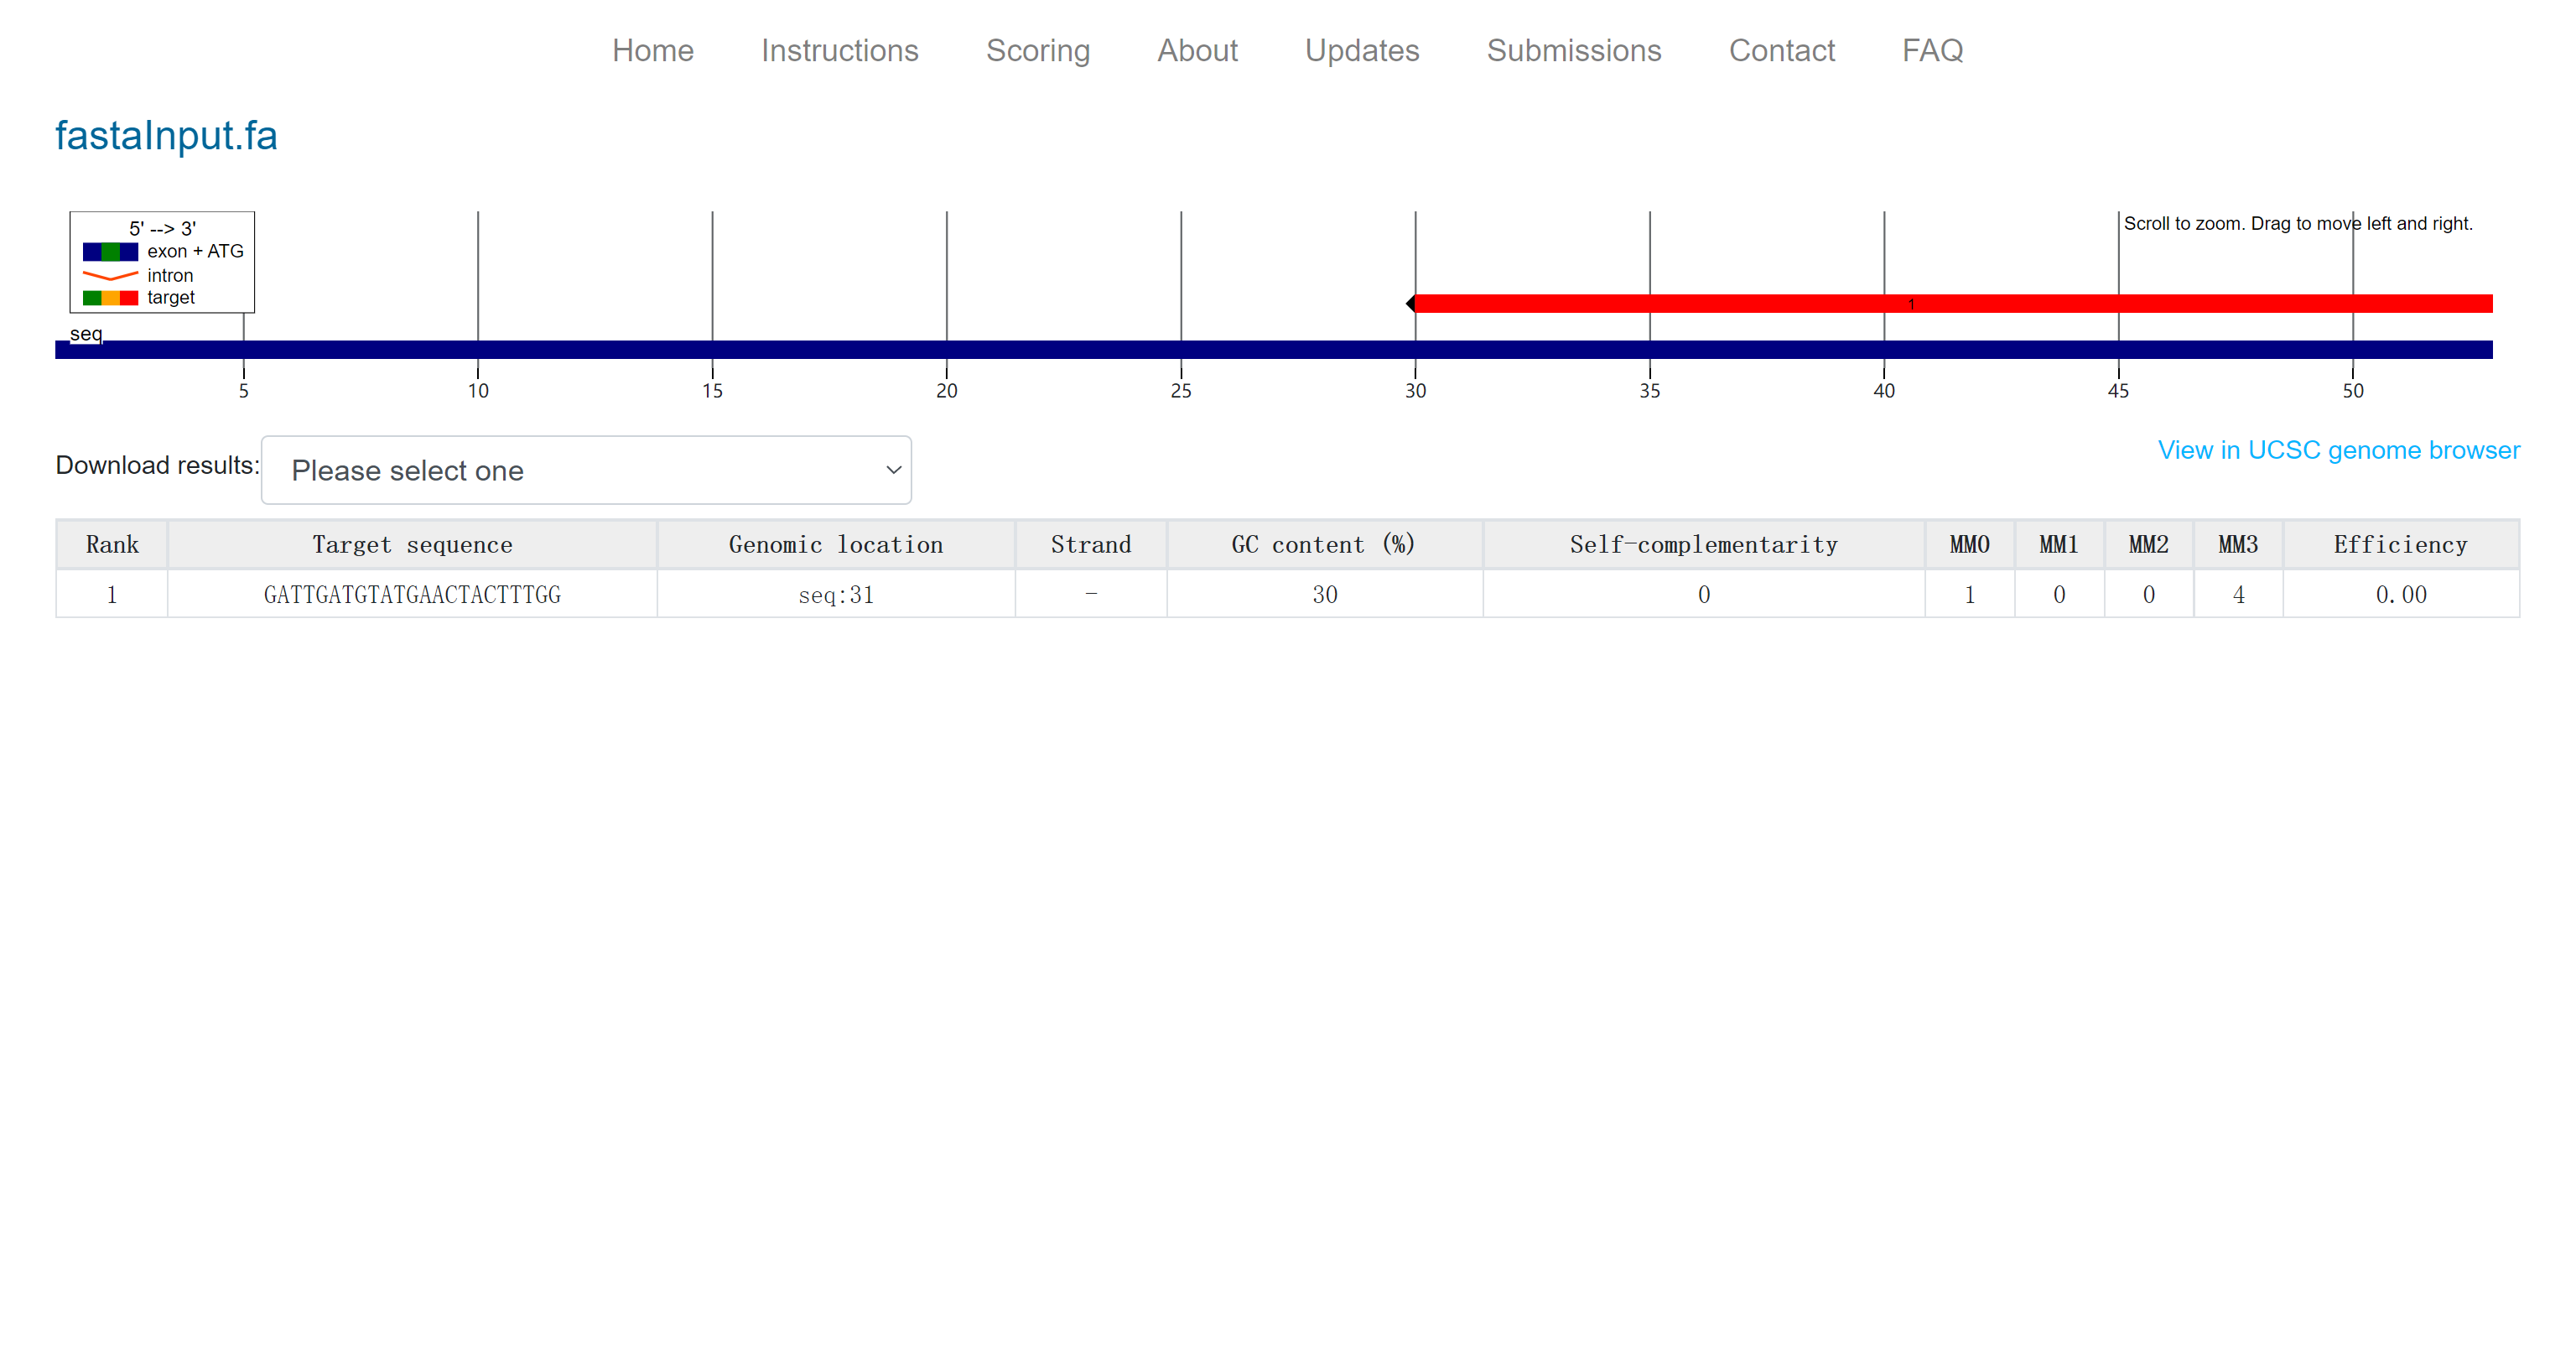 Home Instructions Scoring About Updates Submissions Contact FAQ
fastaInput.fa
5' --> 3'
exon + ATG
intron
target
Scroll to zoom. Drag to move left and right.
1
seq
5 10 15 20 25 30 35 40 45 50
Download results: Please select one
View in UCSC genome browser
Rank Target sequence Genomic location Strand GC content (%) Self-complementarity MM0 MM1 MM2 MM3 Efficiency
1 GATTGATGTATGAACTACTTTGG seq:31 - 30 0 1 0 0 4 0.00